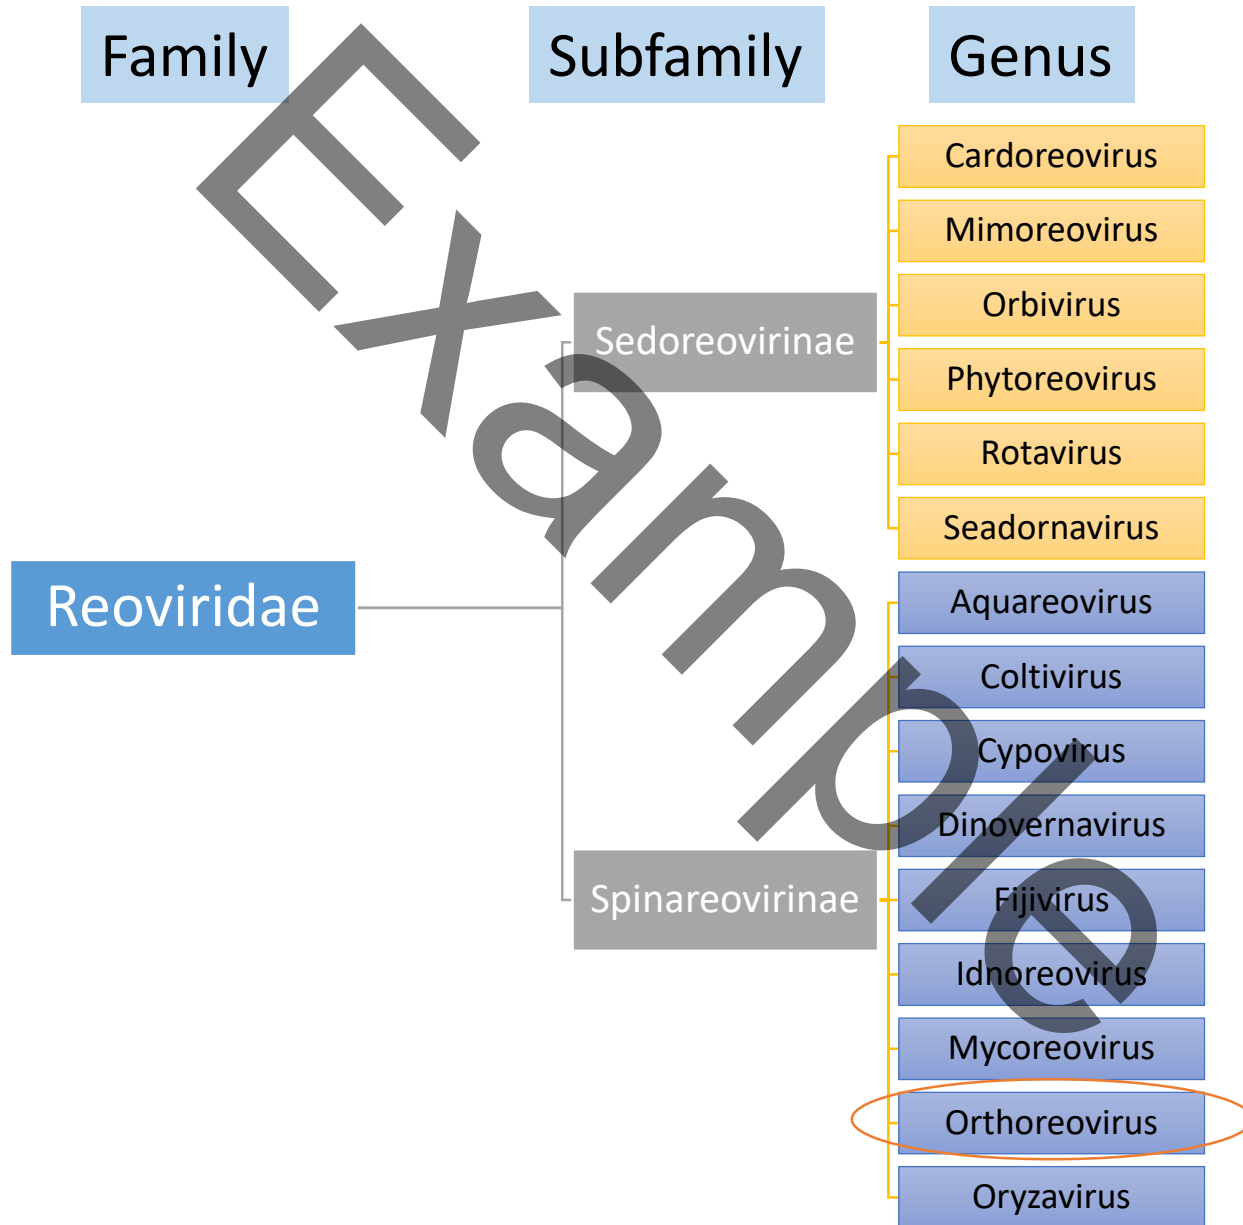 Family
Subfamily
Genus
Reoviridae
Sedoreovirinae
Cardoreovirus
Mimoreovirus
Orbivirus
Phytoreovirus
Rotavirus
Seadornavirus
Spinareovirinae
Aquareovirus
Coltivirus
Cypovirus
Dinovernavirus
Fijivirus
Idnoreovirus
Mycoreovirus
Orthoreovirus
Oryzavirus
Example